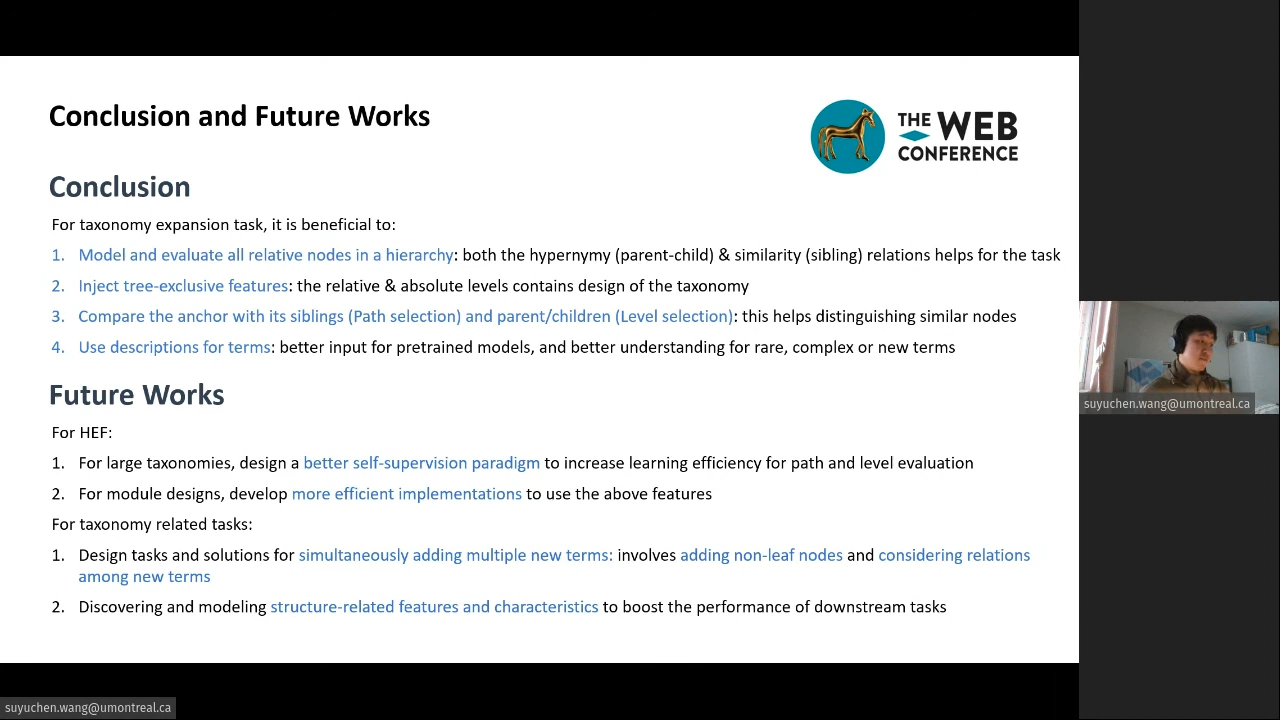 Conclusion and Future Works
THE WEB
CONFERENCE
Conclusion
For taxonomy expansion task, it is beneficial to:
1. Model and evaluate all relative nodes in a hierarchy: both the hypernymy (parent-child) & similarity (sibling) relations helps for the task
2. Inject tree-exclusive features: the relative & absolute levels contains design of the taxonomy
3. Compare the anchor with its siblings (Path selection) and parent/children (Level selection): this helps distinguishing similar nodes
4. Use descriptions for terms: better input for pretrained models, and better understanding for rare, complex or new terms
Future Works
For HEF:
1. For large taxonomies, design a better self-supervision paradigm to increase learning efficiency for path and level evaluation
2. For module designs, develop more efficient implementations to use the above features
For taxonomy related tasks:
1. Design tasks and solutions for simultaneously adding multiple new terms: involves adding non-leaf nodes and considering relations
among new terms
2. Discovering and modeling structure-related features and characteristics to boost the performance of downstream tasks
suyuchen.wang@umontreal.ca
suyuchen.wang@umontreal.ca